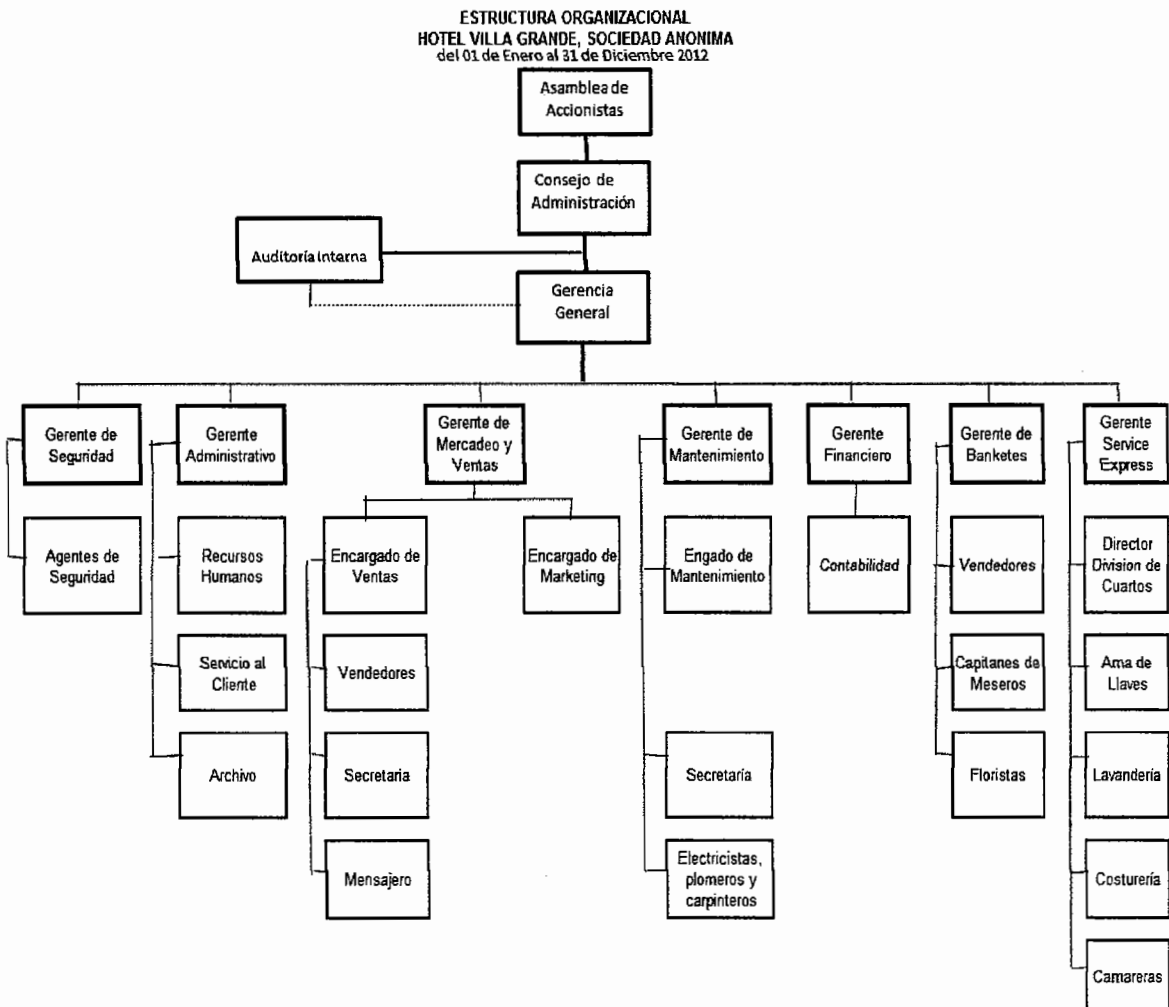 ESTRUCTURA ORGANIZACIONAL
HOTEL VILLA GRANDE, SOCIEDAD ANONIMA
del 01 de Enero al 31 de Diciembre 2012
Asamblea de
Accionistas
Consejo de
Administración
Auditoría Interna
Gerencia
General
Gerente de
Seguridad
Gerente
Administrativo
Gerente de
Mercadeo y
Ventas
Gerente de
Mantenimiento
Gerente
Financiero
Gerente de
Banketes
Gerente
Service
Express
Agentes de
Seguridad
Recursos
Humanos
Encargado de
Ventas
Encargado de
Marketing
Engado de
Mantenimiento
Contabilidad
Vendedores
Director
Division de
Cuartos
Servicio al
Cliente
Vendedores
Capitanes de
Meseros
Ama de
Llaves
Archivo
Secretaria
Secretaría
Floristas
Lavandería
Mensajero
Electricistas,
plomeros y
carpinteros
Costurería
Camareras